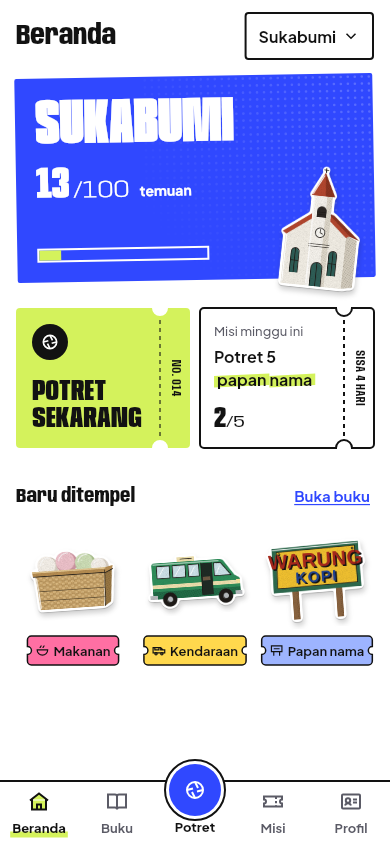 Beranda
Sukabumi
SUKABUMI
13/100 temuan
POTRET
SEKARANG
NO. 014
Misi minggu ini
Potret 5
papan nama
2/5
SISA 4 HARI
Baru ditempel
Buka buku
WARUNG
KOPI
Makanan
Kendaraan
Papan nama
Beranda
Buku
Potret
Misi
Profil